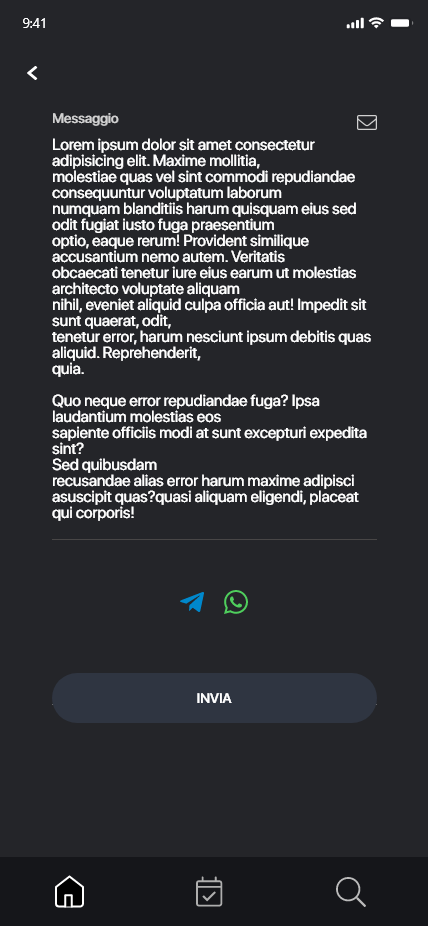 9:41
Messaggio
Lorem ipsum dolor sit amet consectetur
adipisicing elit. Maxime mollitia,
molestiae quas vel sint commodi repudiandae
consequuntur voluptatum laborum
numquam blanditiis harum quisquam eius sed
odit fugiat iusto fuga praesentium
optio, eaque rerum! Provident similique
accusantium nemo autem. Veritatis
obcaecati tenetur iure eius earum ut molestias
architecto voluptate aliquam
nihil, eveniet aliquid culpa officia aut! Impedit sit
sunt quaerat, odit,
tenetur error, harum nesciunt ipsum debitis quas
aliquid. Reprehenderit,
quia.
Quo neque error repudiandae fuga? Ipsa
laudantium molestias eos
sapiente officiis modi at sunt excepturi expedita
sint?
Sed quibusdam
recusandae alias error harum maxime adipisci
asuscipit quas?quasi aliquam eligendi, placeat
qui corporis!
INVIA